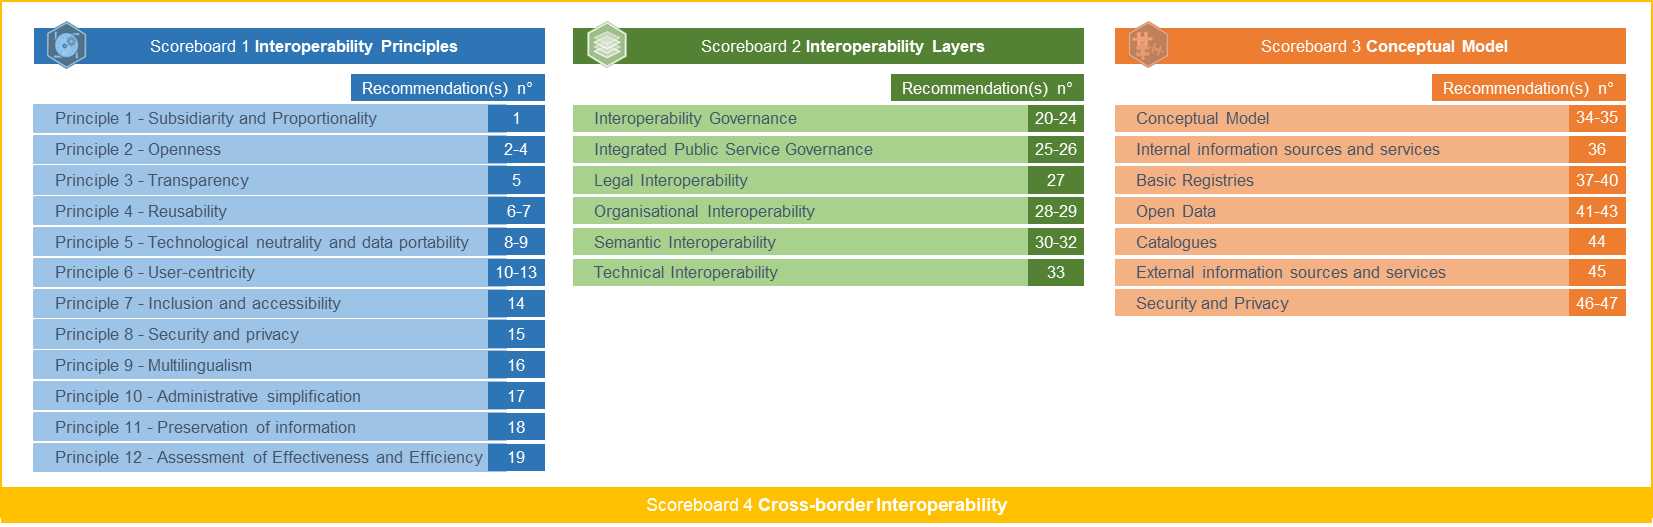 Scoreboard 1 Interoperability Principles
Recommendation(s) n°
Principle 1 - Subsidiarity and Proportionality 1
Principle 2 - Openness 2-4
Principle 3 - Transparency 5
Principle 4 - Reusability 6-7
Principle 5 - Technological neutrality and data portability 8-9
Principle 6 - User-centricity 10-13
Principle 7 - Inclusion and accessibility 14
Principle 8 - Security and privacy 15
Principle 9 - Multilingualism 16
Principle 10 - Administrative simplification 17
Principle 11 - Preservation of information 18
Principle 12 - Assessment of Effectiveness and Efficiency 19
Scoreboard 2 Interoperability Layers
Recommendation(s) n°
Interoperability Governance 20-24
Integrated Public Service Governance 25-26
Legal Interoperability 27
Organisational Interoperability 28-29
Semantic Interoperability 30-32
Technical Interoperability 33
Scoreboard 3 Conceptual Model
Recommendation(s) n°
Conceptual Model 34-35
Internal information sources and services 36
Basic Registries 37-40
Open Data 41-43
Catalogues 44
External information sources and services 45
Security and Privacy 46-47
Scoreboard 4 Cross-border Interoperability